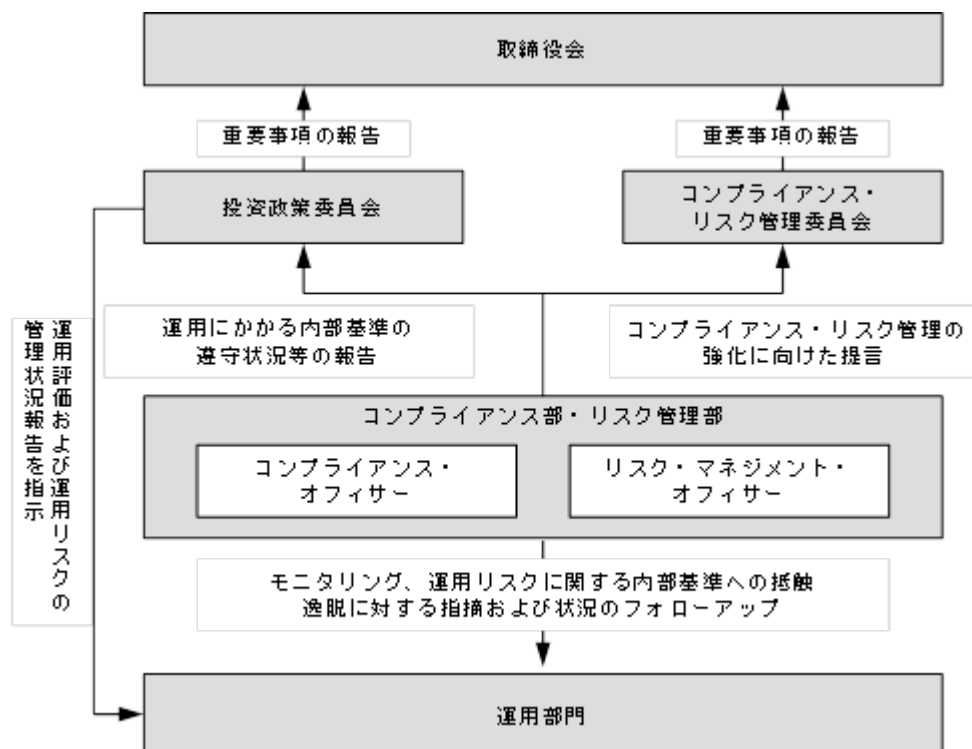 取締役会
重要事項の報告
重要事項の報告
投資政策委員会
コンプライアンス・
リスク管理委員会
運用にかかる内部基準の
遵守状況等の報告
コンプライアンス・リスク管理の
強化に向けた提言
運用評価および運用リスクの
管理状況報告を指示
コンプライアンス部・リスク管理部
コンプライアンス・
オフィサー
リスク・マネジメント・
オフィサー
モニタリング、運用リスクに関する内部基準への抵触
逸脱に対する指摘および状況のフォローアップ
運用部門